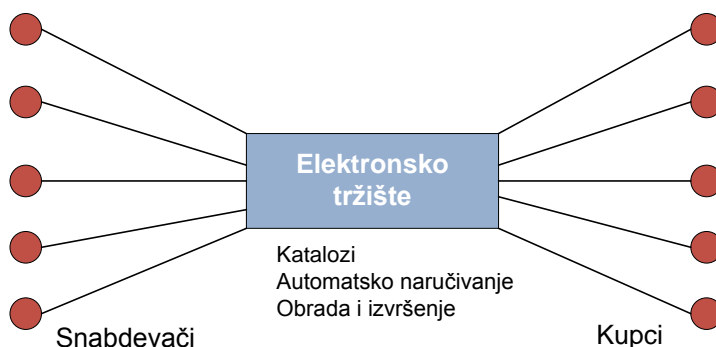 Elektronsko
tržište
Katalozi
Automatsko naručivanje
Obrada i izvršenje
Snabdevači
Kupci